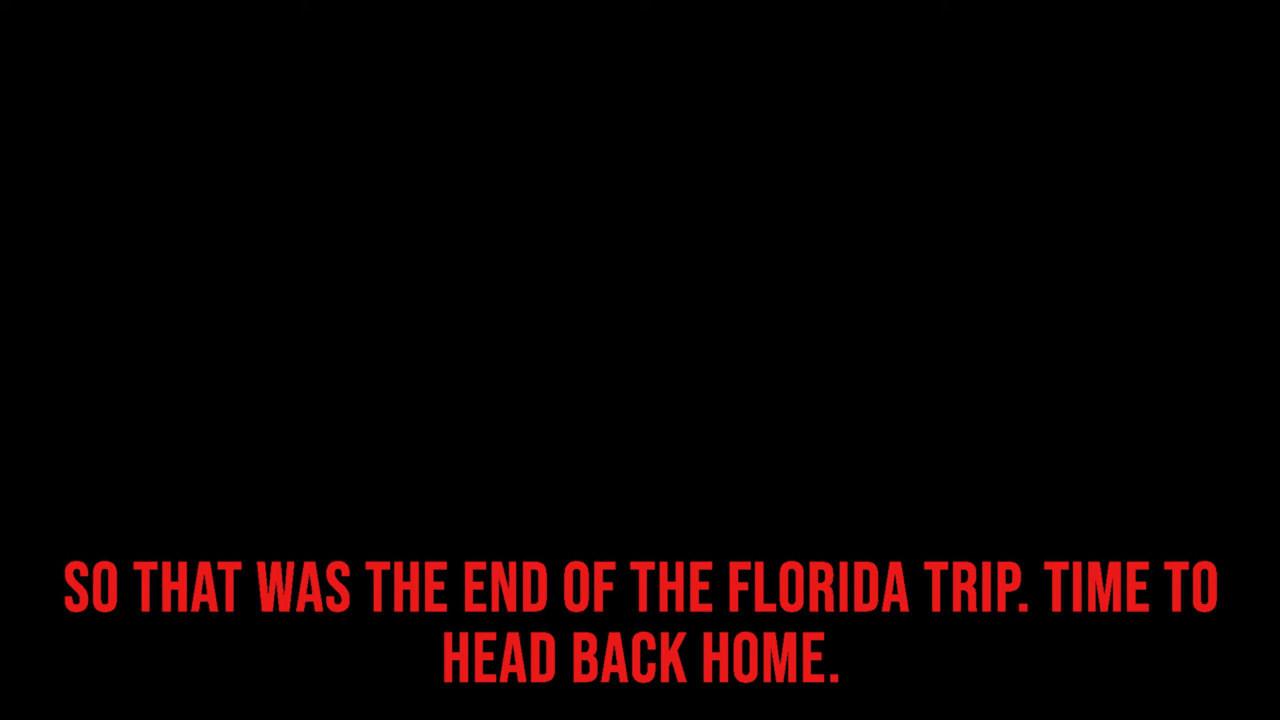 SO THAT WAS THE END OF THE FLORIDA TRIP. TIME TO
HEAD BACK HOME.